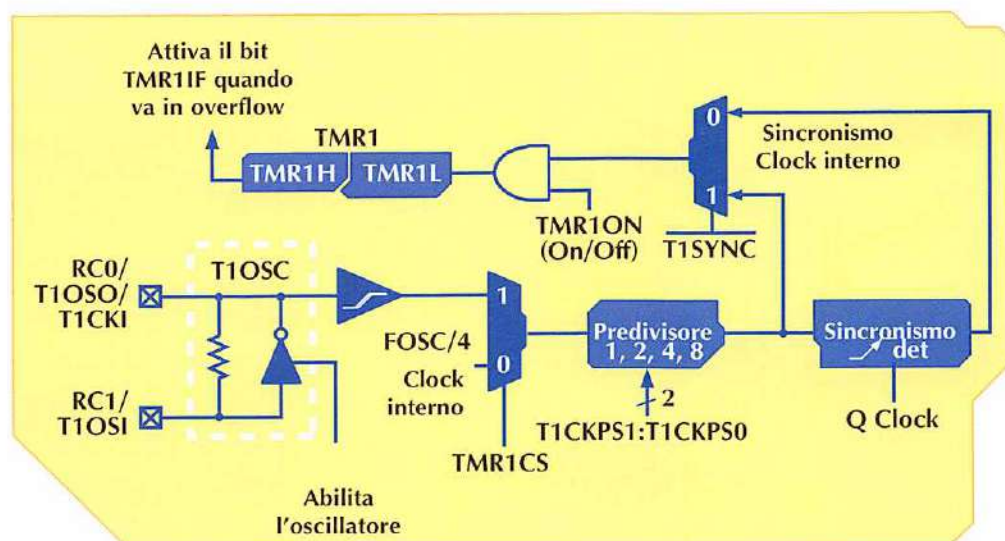 Attiva il bit
TMR1IF quando
va in overflow
TMR1
TMR1H
TMR1L
TMR1ON
(On/Off)
0
1
Sincronismo
Clock interno
T1SYNC
RC0/
T1OSO/
T1CKI
T1OSC
RC1/
T1OSI
Abilita
l'oscillatore
FOSC/4
Clock
interno
1
0
TMR1CS
Predivisore
1, 2, 4, 8
2
T1CKPS1:T1CKPS0
Sincronismo
det
Q Clock